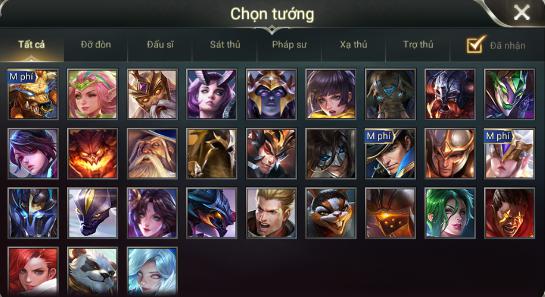 Chọn tướng
Tất cả Đỡ đòn Đấu sĩ Sát thủ Pháp sư Xạ thủ Trợ thủ Đã nhận
M phí
M phí M phí